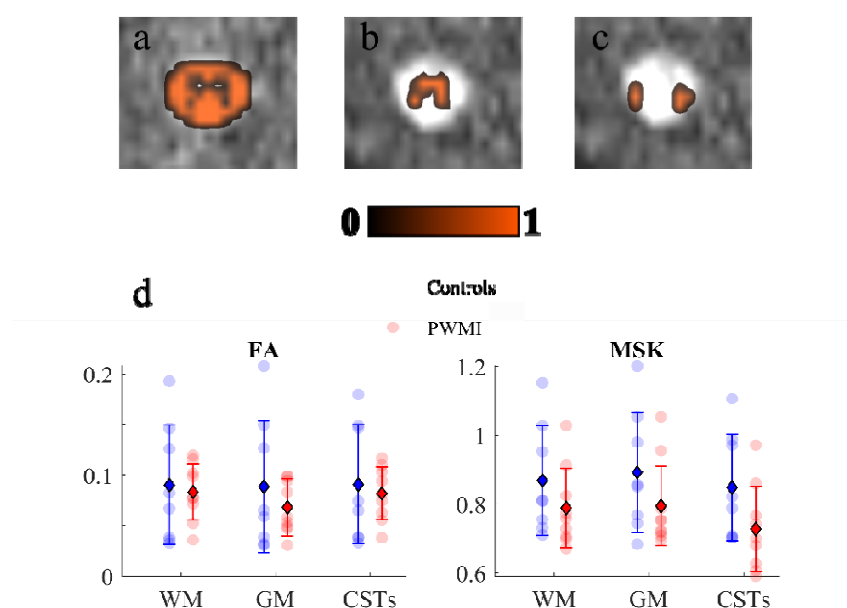 a b c
0 1
d Controls
PWMI
FA MSK
0.2
0.1
0
1.2
1
0.8
0.6
WM GM CSTs
WM GM CSTs